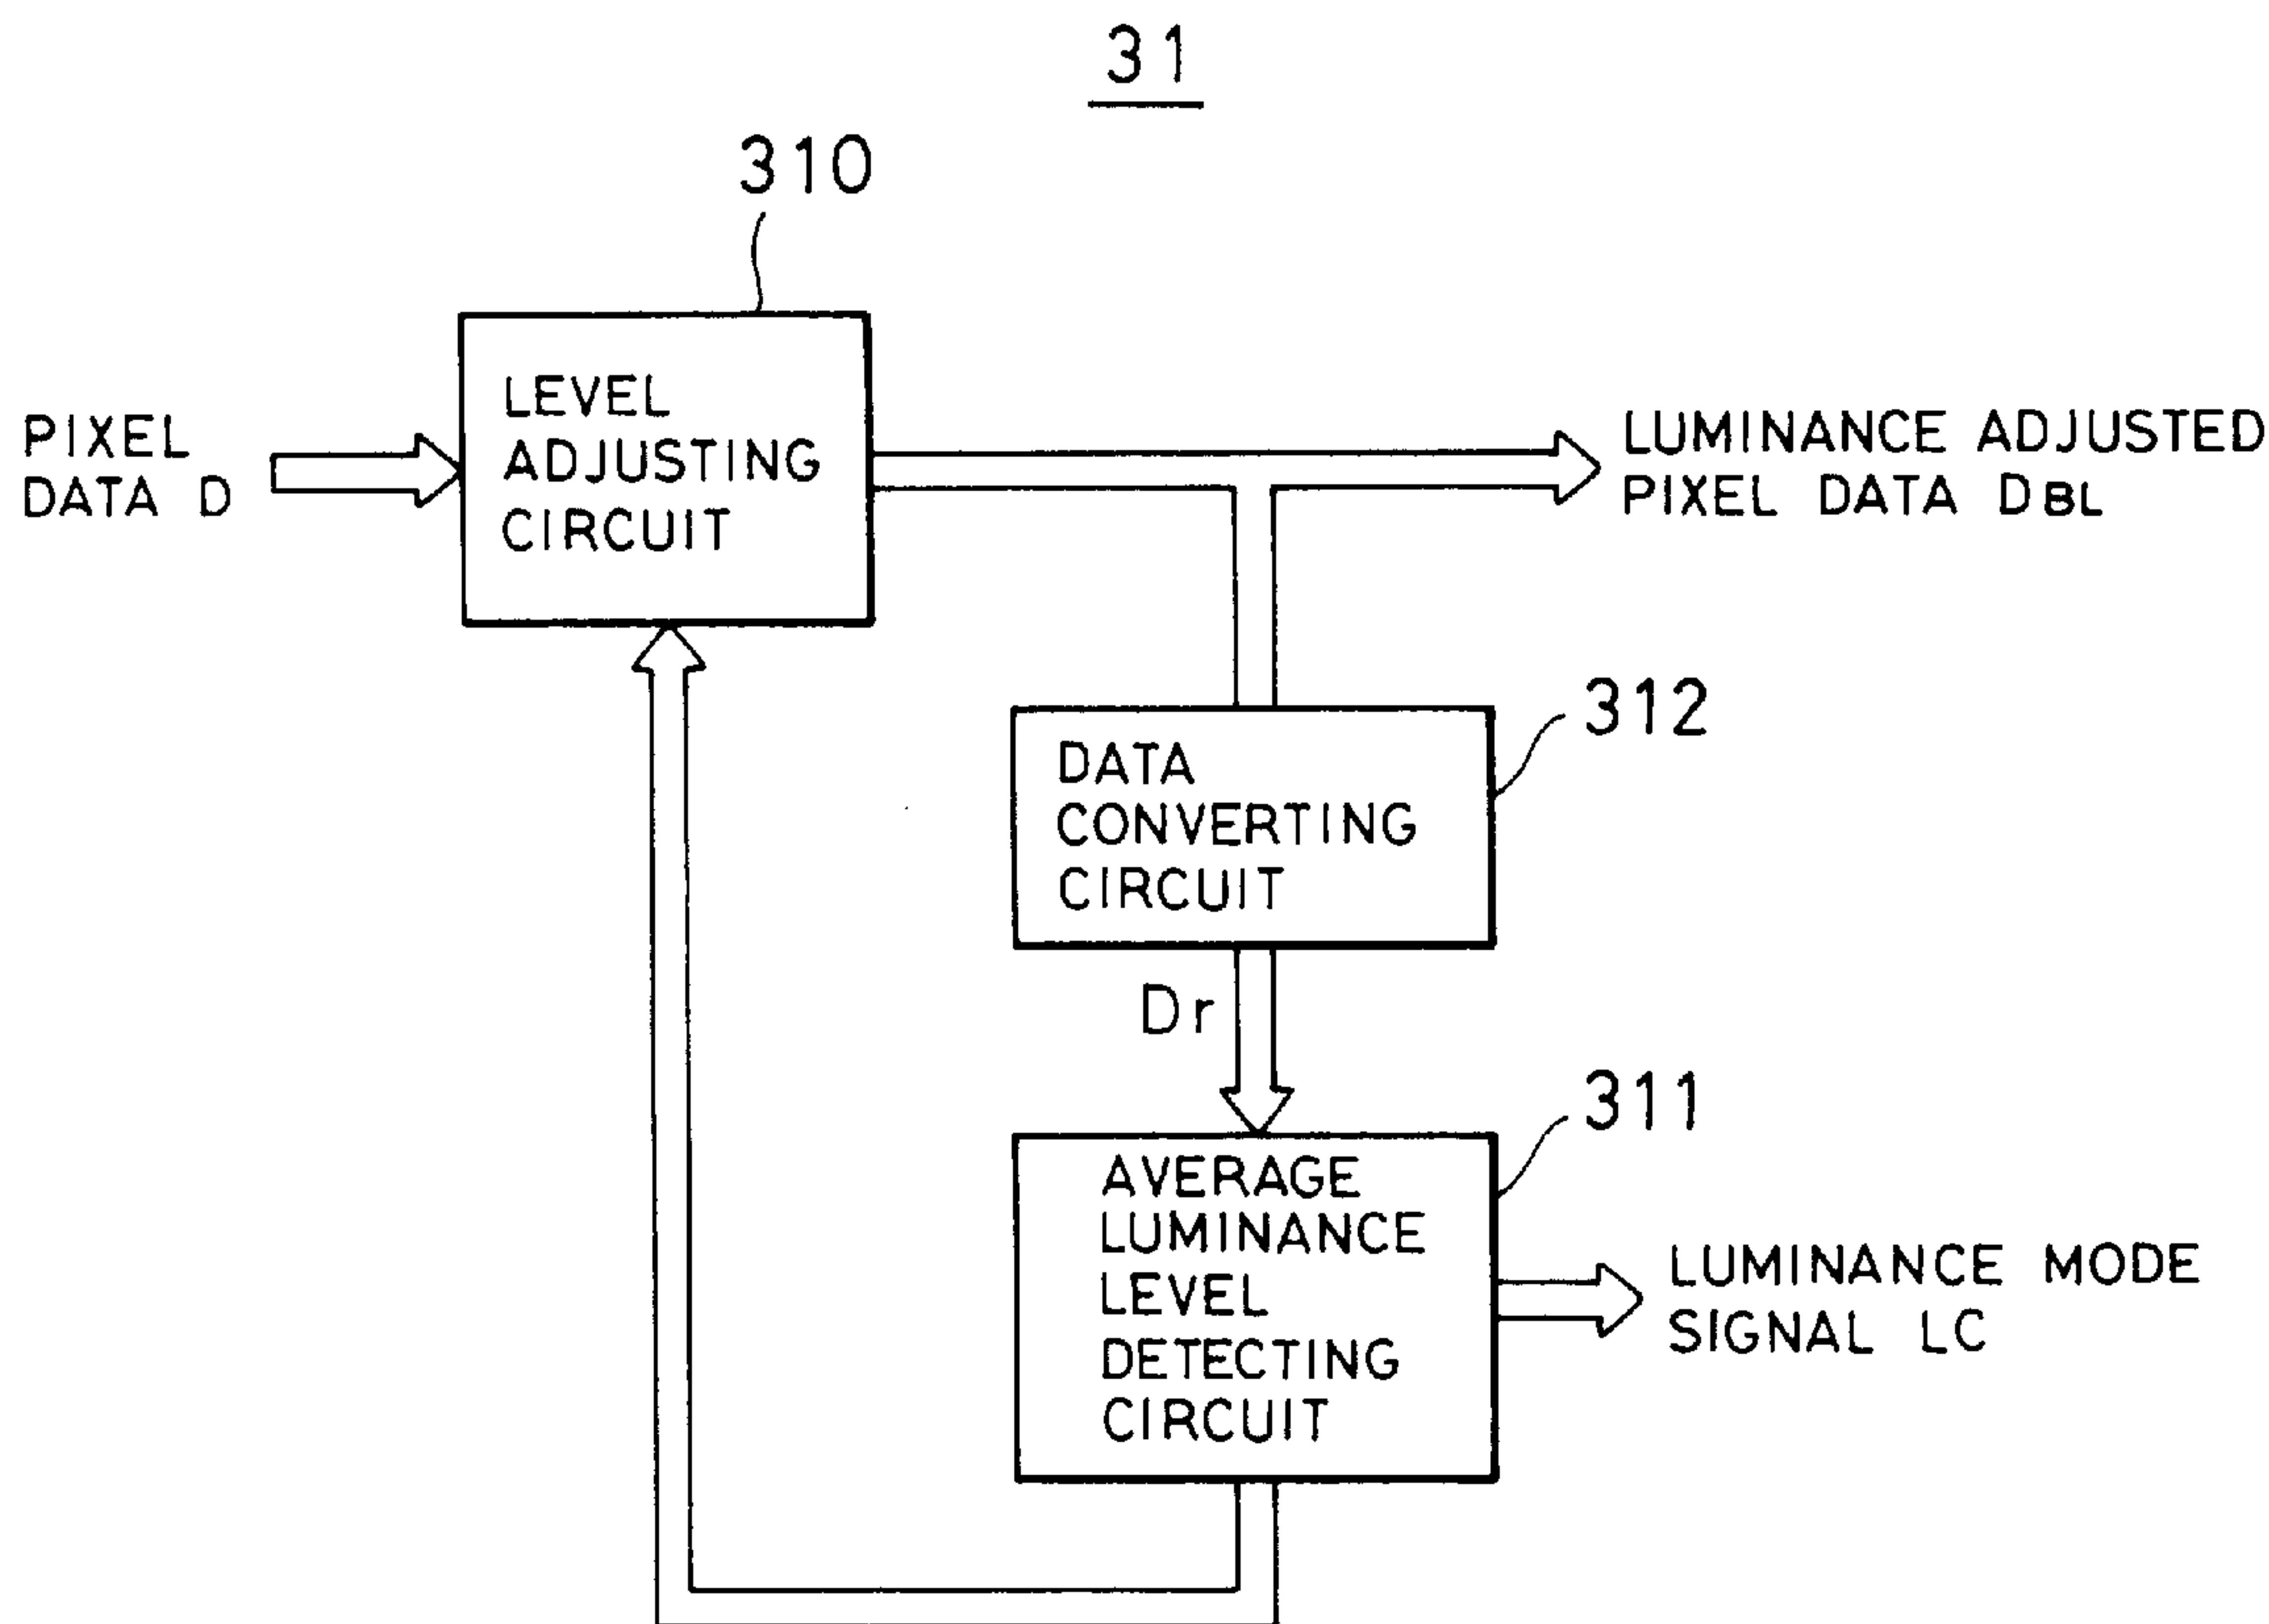 31
310
LEVEL
ADJUSTING
CIRCUIT
PIXEL
DATA D
LUMINANCE ADJUSTED
PIXEL DATA DBL
312
DATA
CONVERTING
CIRCUIT
Dr
311
AVERAGE
LUMINANCE
LEVEL
DETECTING
CIRCUIT
LUMINANCE MODE
SIGNAL LC